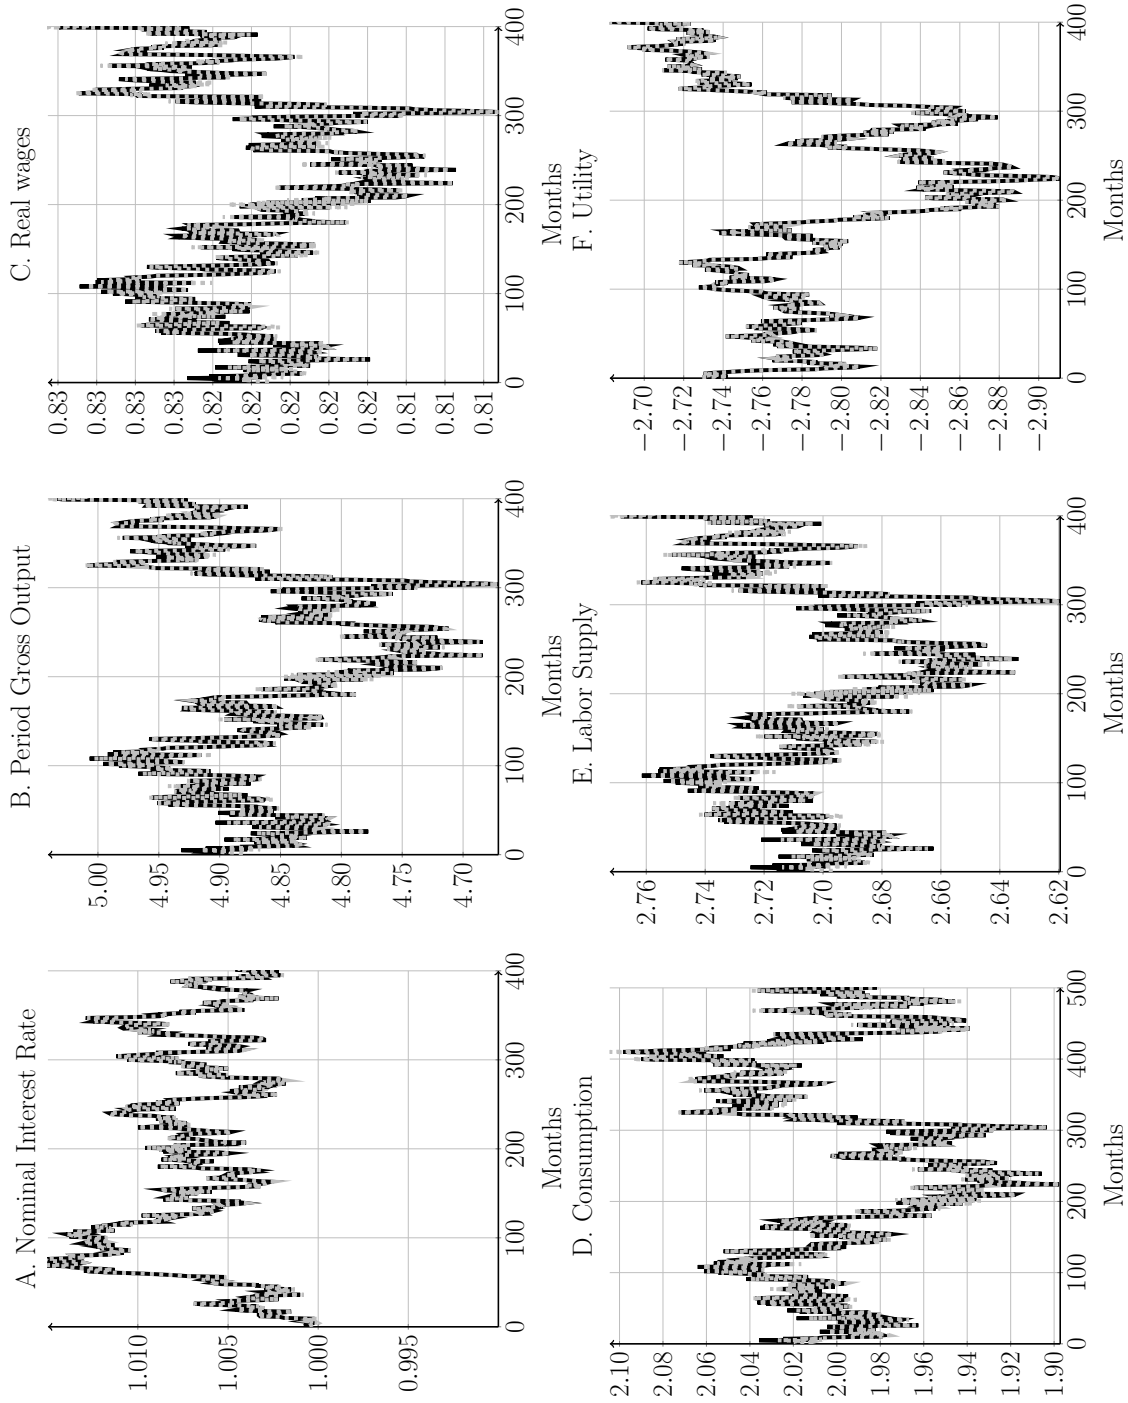 A. Nominal Interest Rate
1.010
1.005
1.000
0.995
0 100 200 300 400
Months
B. Period Gross Output
5.00
4.95
4.90
4.85
4.80
4.75
4.70
0 100 200 300 400
Months
C. Real wages
0.83
0.83
0.83
0.83
0.82
0.82
0.82
0.82
0.82
0.81
0.81
0.81
0 100 200 300 400
Months
D. Consumption
2.10
2.08
2.06
2.04
2.02
2.00
1.98
1.96
1.94
1.92
1.90
0 100 200 300 400 500
Months
E. Labor Supply
2.76
2.74
2.72
2.70
2.68
2.66
2.64
2.62
0 100 200 300 400
Months
F. Utility
−2.70
−2.72
−2.74
−2.76
−2.78
−2.80
−2.82
−2.84
−2.86
−2.88
−2.90
0 100 200 300 400
Months